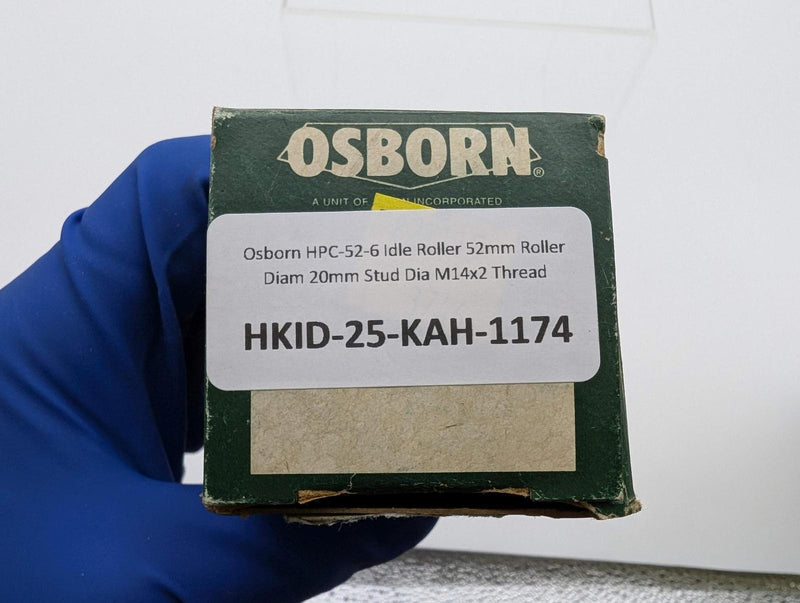 OSBORN®
A UNIT OF INCORPORATED
Osborn HPC-52-6 Idle Roller 52mm Roller
Diam 20mm Stud Dia M14x2 Thread
HKID-25-KAH-1174